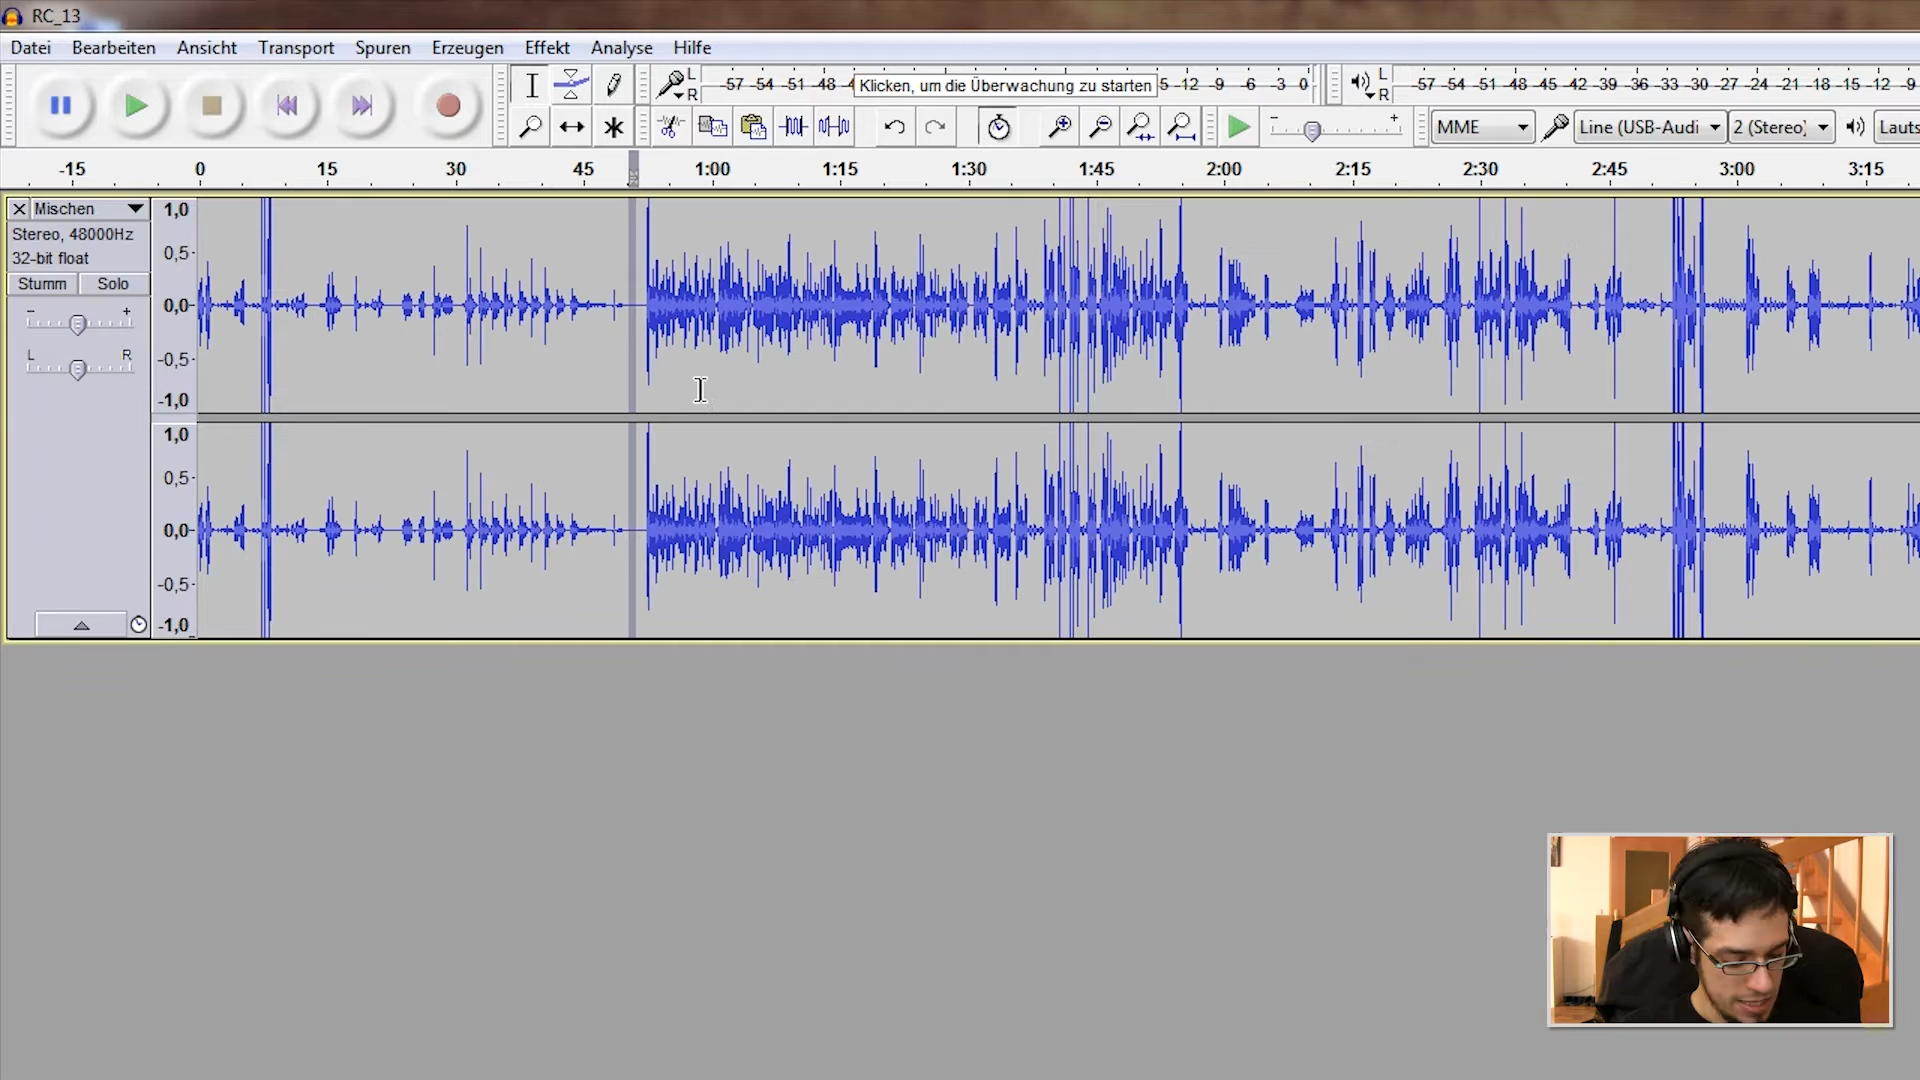 RC_13
Datei Bearbeiten Ansicht Transport Spuren Erzeugen Effekt Analyse Hilfe
L
R
-57 -54 -51 -48 -4 Klicken, um die Überwachung zu starten 5 -12 -9 -6 -3 0
L
R
-57 -54 -51 -48 -45 -42 -39 -36 -33 -30 -27 -24 -21 -18 -15 -12 -9
- +
MME
Line (USB-Audi
2 (Stereo)
Lauts
-15 0 15 30 45 1:00 1:15 1:30 1:45 2:00 2:15 2:30 2:45 3:00 3:15
Mischen
Stereo, 48000Hz
32-bit float
Stumm Solo
- +
L R
1,0
0,5
0,0
-0,5
-1,0
1,0
0,5
0,0
-0,5
-1,0